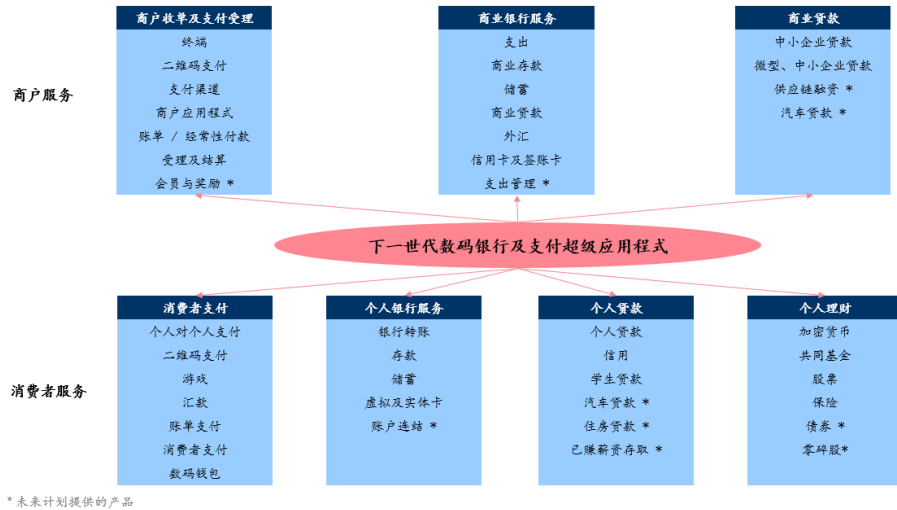 商户服务
商户收单及支付受理
终端
二维码支付
支付渠道
商户应用程式
账单 / 经常性付款
受理及结算
会员与奖励 *
商业银行服务
支出
商业存款
储蓄
商业贷款
外汇
信用卡及签账卡
支出管理 *
商业贷款
中小企业贷款
微型、中小企业贷款
供应链融资 *
汽车贷款 *
下一世代数码银行及支付超级应用程式
消费者服务
消费者支付
个人对个人支付
二维码支付
游戏
汇款
账单支付
消费者支付
数码钱包
个人银行服务
银行转账
存款
储蓄
虚拟及实体卡
账户连结 *
个人贷款
个人贷款
信用
学生贷款
汽车贷款 *
住房贷款 *
已赚薪资存取 *
个人理财
加密货币
共同基金
股票
保险
债券 *
零碎股*
* 未来计划提供的产品